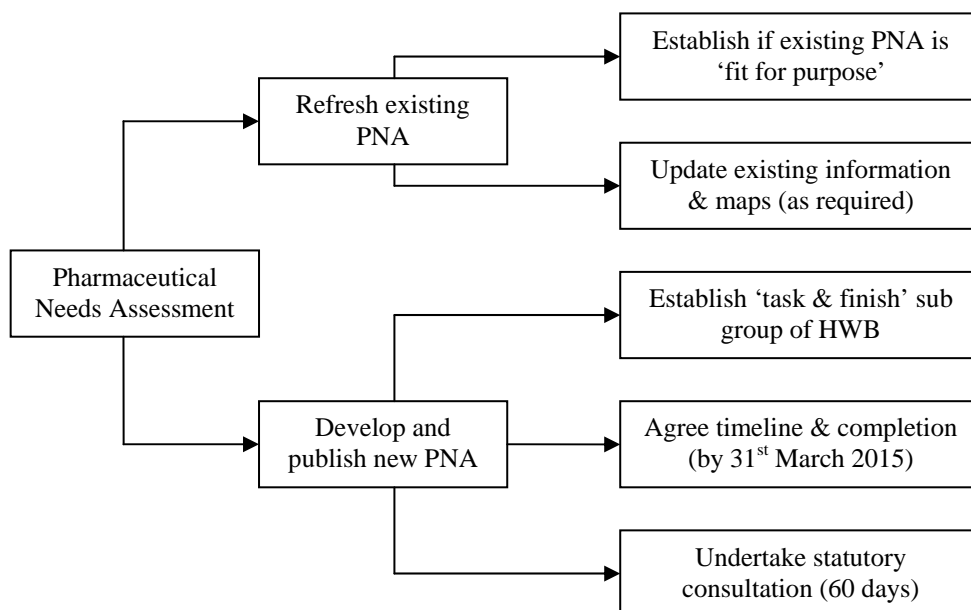 Establish if existing PNA is
‘fit for purpose’
Refresh existing
PNA
Update existing information
& maps (as required)
Pharmaceutical
Needs Assessment
Establish ‘task & finish’ sub
group of HWB
Develop and
publish new PNA
Agree timeline & completion
(by 31st March 2015)
Undertake statutory
consultation (60 days)